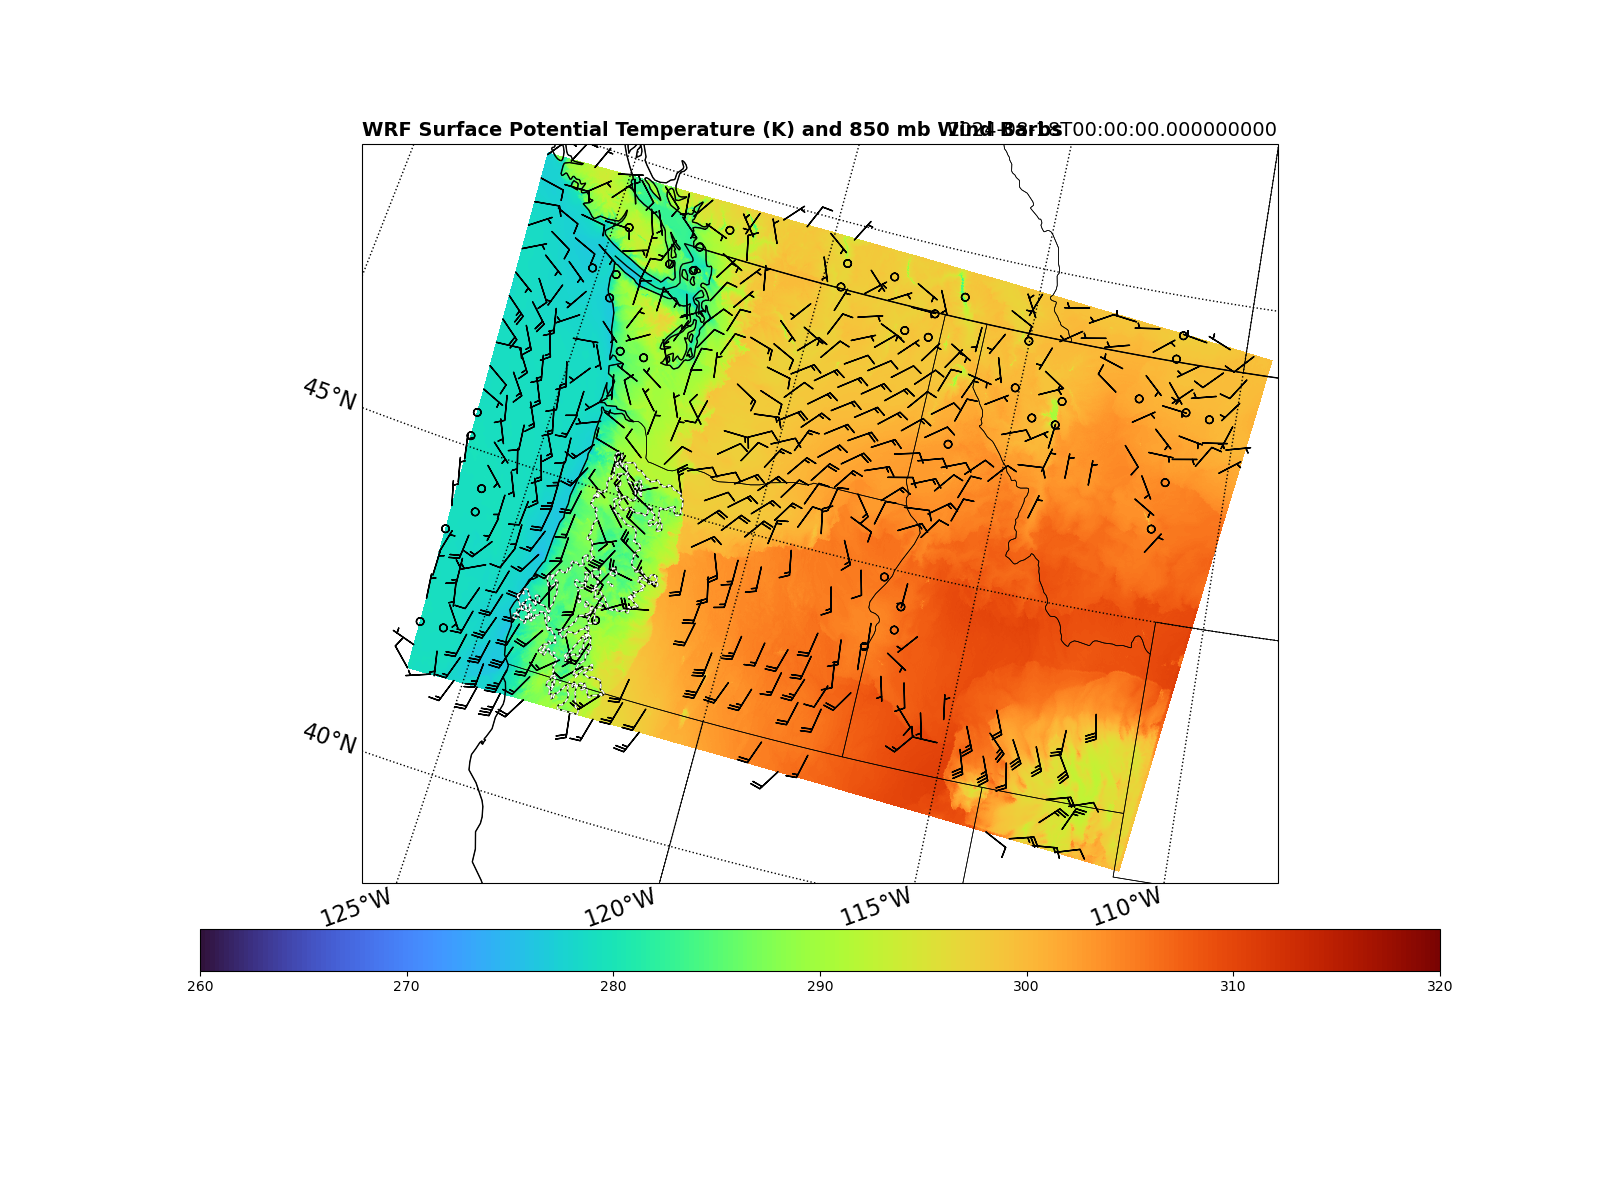 WRF Surface Potential Temperature (K) and 850 mb Wind Barbs
45°N
40°N
125°W 120°W 115°W 110°W
260 270 280 290 300 310 320